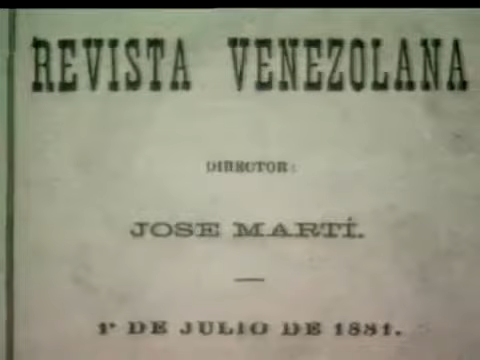 REVISTA VENEZOLANA
DIRECTOR:
JOSE MARTÍ.
1º DE JULIO DE 1881.